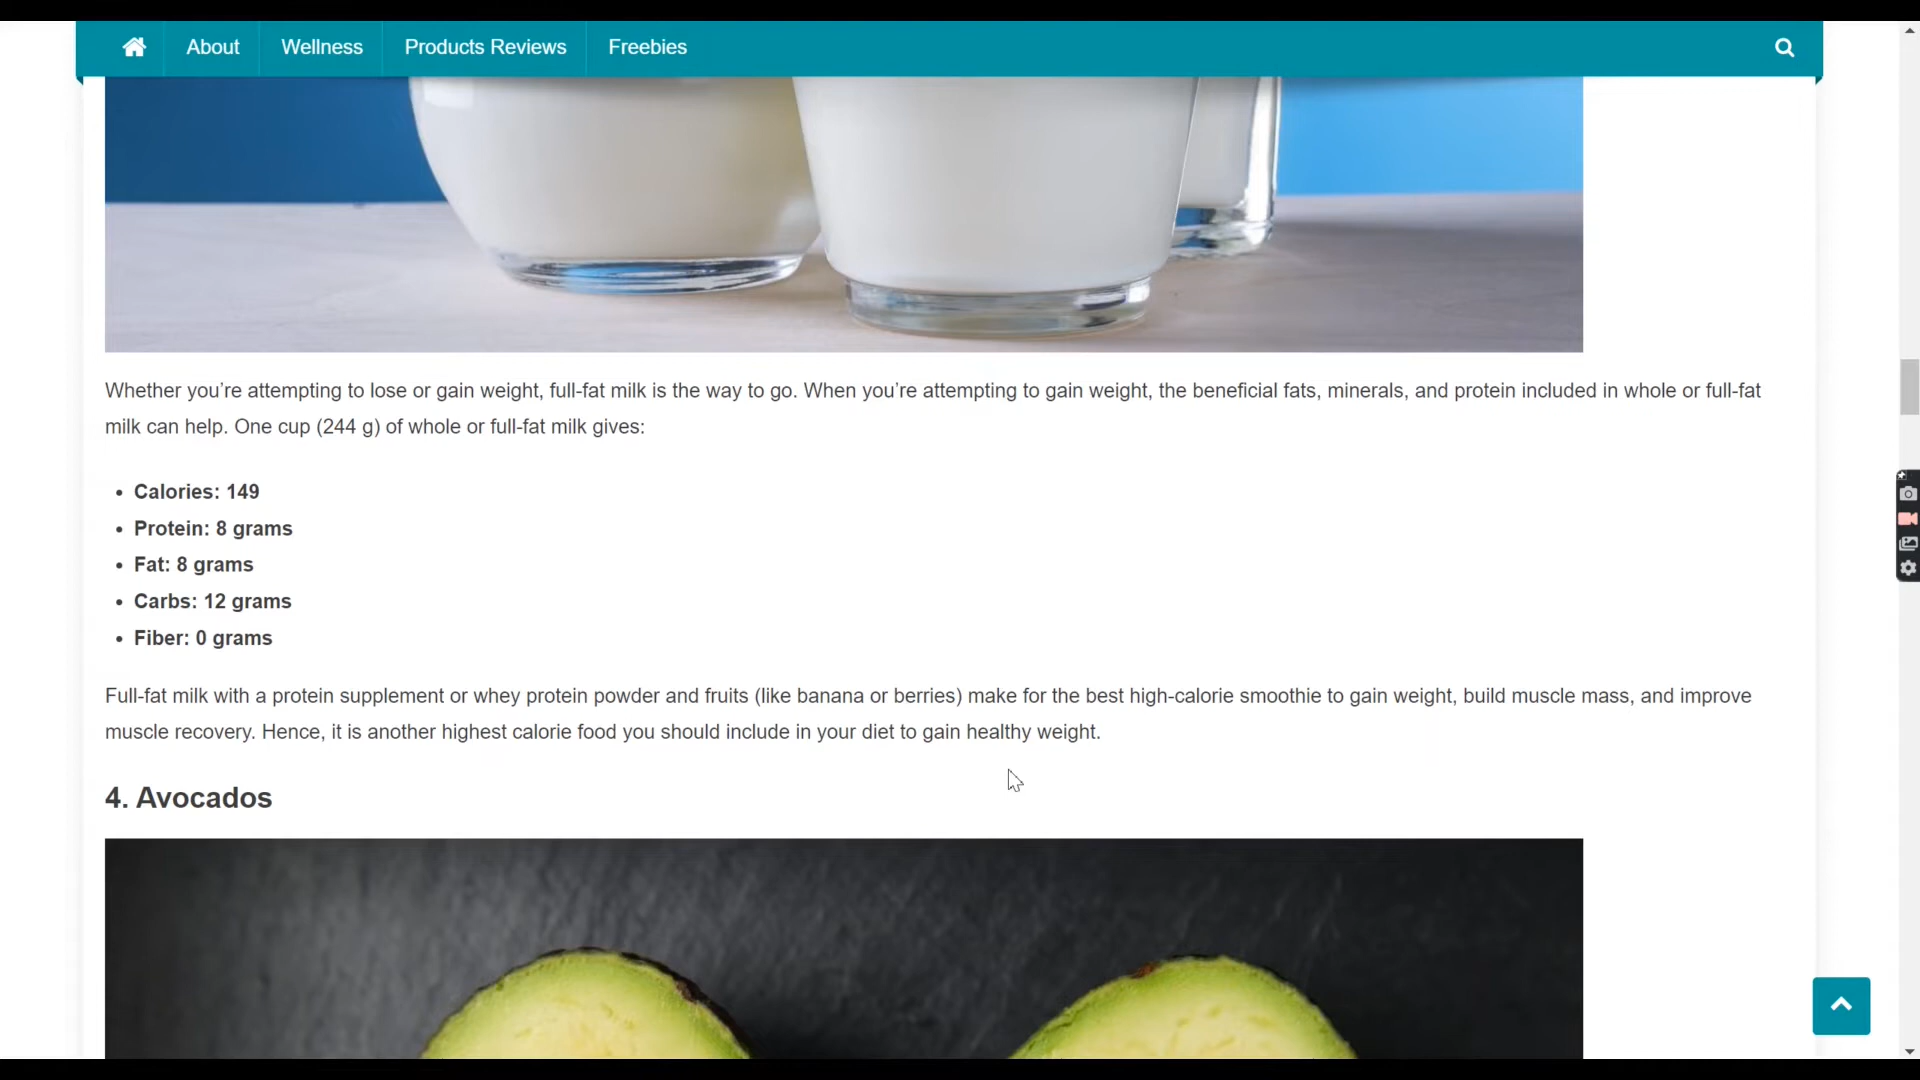 About Wellness Products Reviews Freebies
Whether you’re attempting to lose or gain weight, full-fat milk is the way to go. When you’re attempting to gain weight, the beneficial fats, minerals, and protein included in whole or full-fat
milk can help. One cup (244 g) of whole or full-fat milk gives:
• Calories: 149
• Protein: 8 grams
• Fat: 8 grams
• Carbs: 12 grams
• Fiber: 0 grams
Full-fat milk with a protein supplement or whey protein powder and fruits (like banana or berries) make for the best high-calorie smoothie to gain weight, build muscle mass, and improve
muscle recovery. Hence, it is another highest calorie food you should include in your diet to gain healthy weight.
4. Avocados